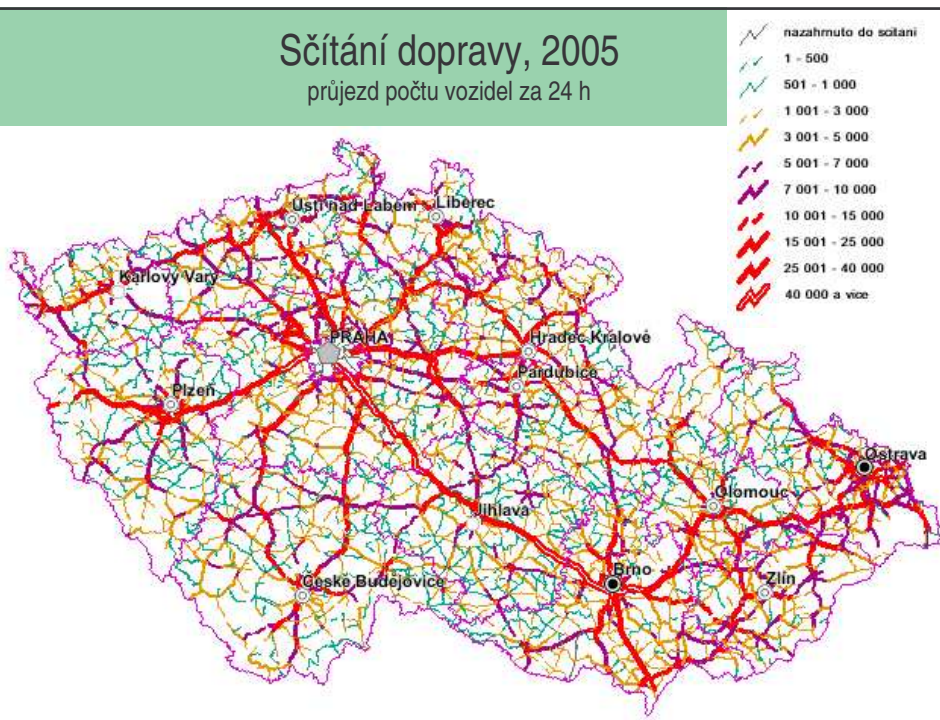 Sčítání dopravy, 2005
průjezd počtu vozidel za 24 h
nazahrnuto do scitani
1 - 500
501 - 1 000
1 001 - 3 000
3 001 - 5 000
5 001 - 7 000
7 001 - 10 000
10 001 - 15 000
15 001 - 25 000
25 001 - 40 000
40 000 a více
Ústí nad Labem
Liberec
Karlovy Vary
PRAHA
Hradec Králové
Pardubice
Plzeň
Ostrava
Olomouc
Jihlava
Brno
Zlín
České Budějovice